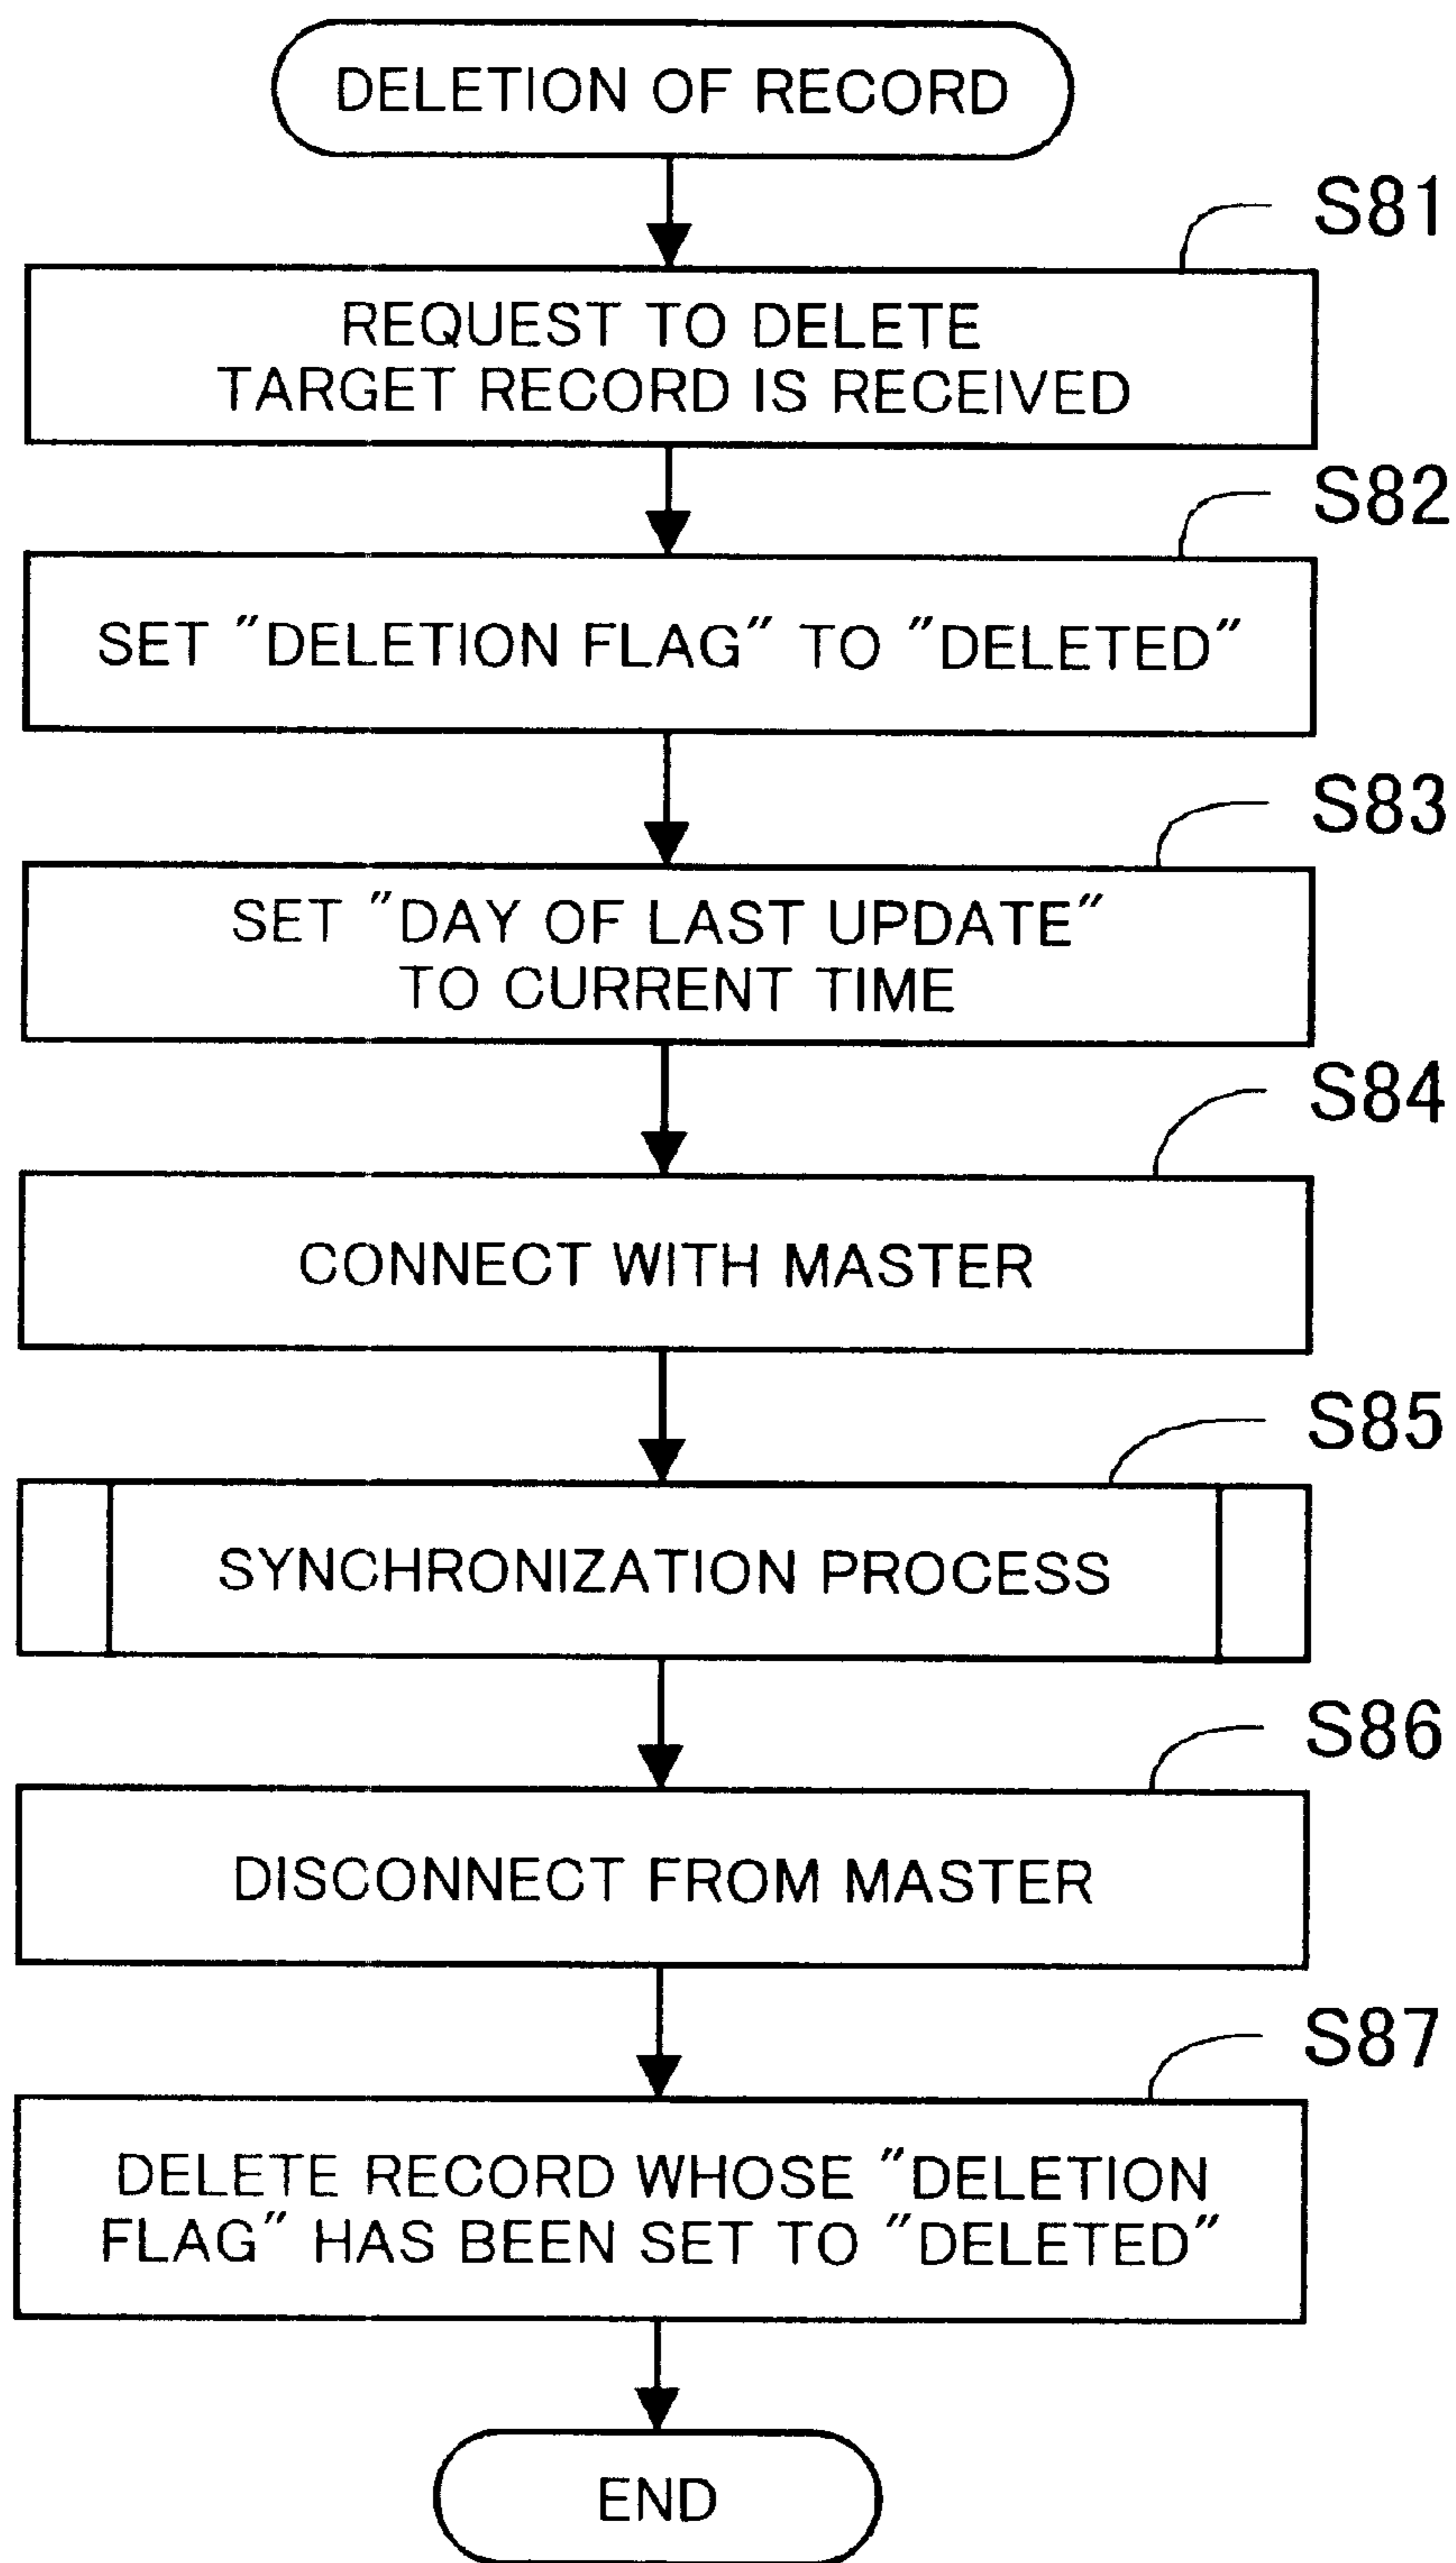 DELETION OF RECORD
S81
REQUEST TO DELETE
TARGET RECORD IS RECEIVED
S82
SET "DELETION FLAG" TO "DELETED"
S83
SET "DAY OF LAST UPDATE"
TO CURRENT TIME
S84
CONNECT WITH MASTER
S85
SYNCHRONIZATION PROCESS
S86
DISCONNECT FROM MASTER
S87
DELETE RECORD WHOSE "DELETION
FLAG" HAS BEEN SET TO "DELETED"
END